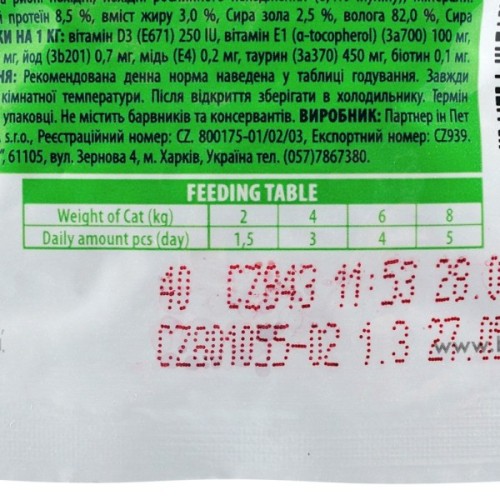 й протеїн 8,5 %, вміст жиру 3,0 %, Сира зола 2,5 %, волога 82,0 %, Сира
КИ НА 1 КГ: вітамін D3 (E671) 250 IU, вітамін E1 (α-tocopherol) (3a700) 100 мг,
мг, йод (3b201) 0,7 мг, мідь (E4) 0,2 мг, таурин (3a370) 450 мг, біотин 0,1 мг.
НЯ: Рекомендована денна норма наведена у таблиці годування. Завжди
кімнатної температури. Після відкриття зберігати в холодильнику. Термін
упаковці. Не містить барвників та консервантів. ВИРОБНИК: Партнер ін Пет
s.r.o., Реєстраційний номер: CZ. 800175-01/02/03, Експортний номер: CZ939.
61105, вул. Зернова 4, м. Харків, Україна тел. (057)7867380.
FEEDING TABLE
Weight of Cat (kg) 2 4 6 8
Daily amount pcs (day) 1,5 3 4 5
40 CZ843 11:53 28.0
CZ601055-02 1.3 27.05
www.